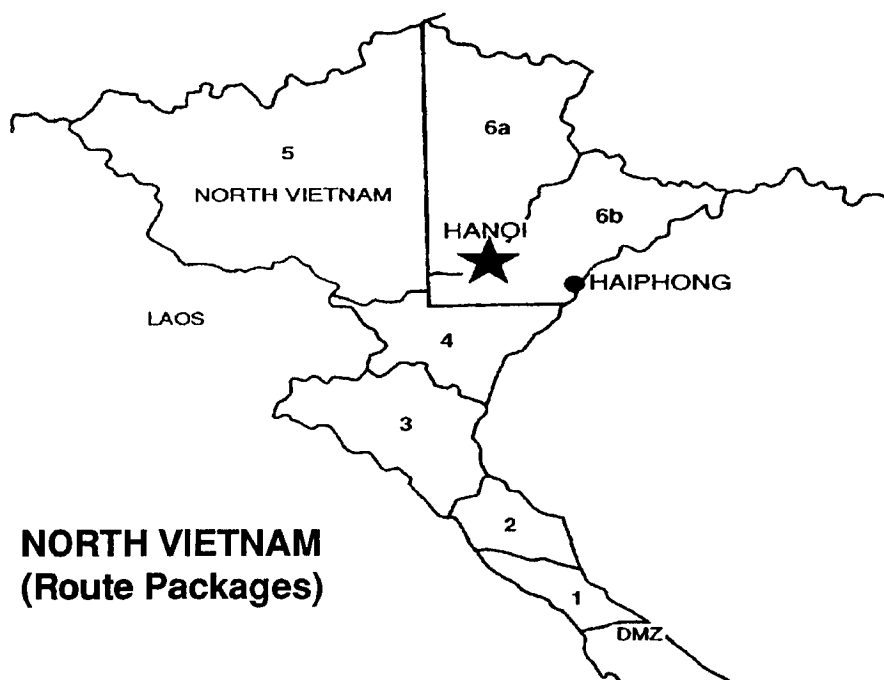 6a
5
NORTH VIETNAM
6b
HANOI
HAIPHONG
LAOS
4
3
2
NORTH VIETNAM
(Route Packages)
1
DMZ